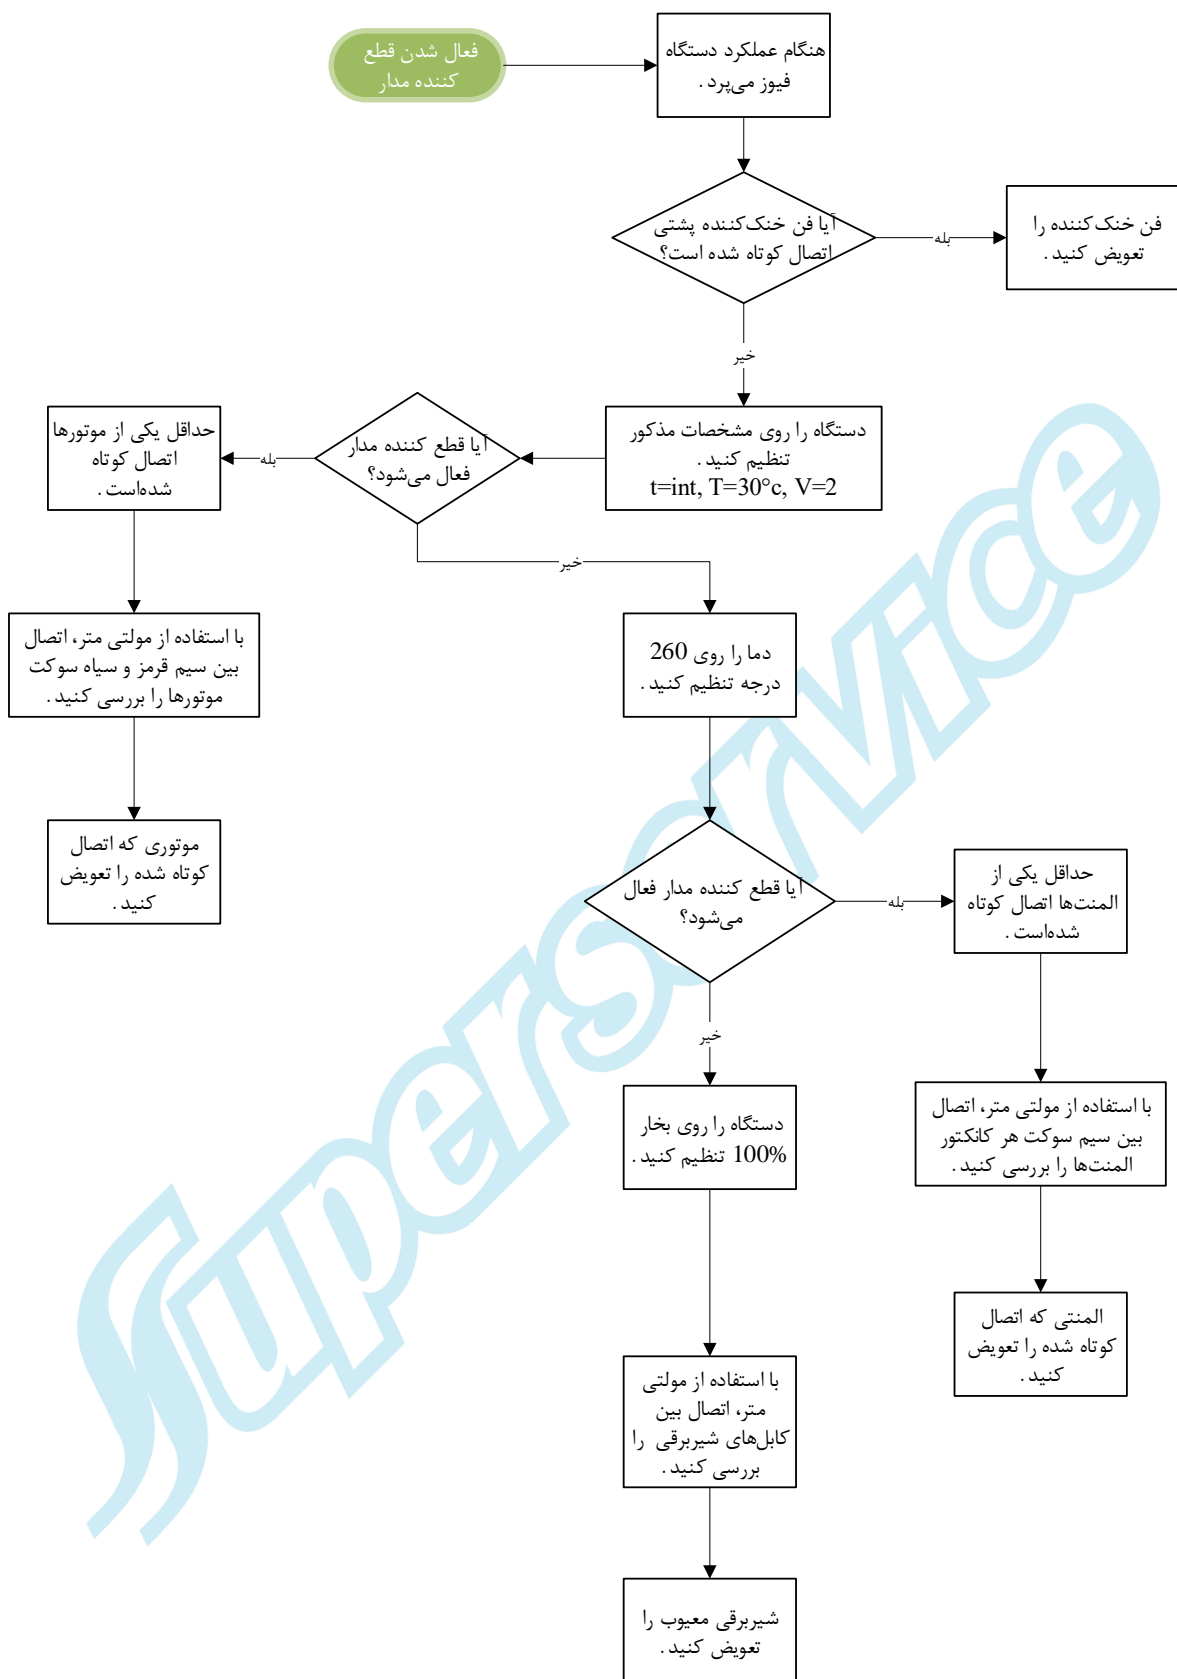 فعال شدن قطع
کننده مدار
هنگام عملکرد دستگاه
فیوز می‌پرد .
آیا فن خنک‌کننده پشتی
اتصال کوتاه شده است؟
بله
فن خنک‌کننده را
تعویض کنید .
خیر
دستگاه را روی مشخصات مذکور
تنظیم کنید .
t=int, T=30°c, V=2
آیا قطع کننده مدار
فعال می‌شود؟
بله
حداقل یکی از موتورها
اتصال کوتاه
شده‌است .
خیر
با استفاده از مولتی متر، اتصال
بین سیم قرمز و سیاه سوکت
موتورها را بررسی کنید .
موتوری که اتصال
کوتاه شده را تعویض
کنید .
دما را روی 260
درجه تنظیم کنید .
آیا قطع کننده مدار فعال
می‌شود؟
بله
حداقل یکی از
المنت‌ها اتصال کوتاه
شده‌است .
خیر
با استفاده از مولتی متر، اتصال
بین سیم سوکت هر کانکتور
المنت‌ها را بررسی کنید .
المنتی که اتصال
کوتاه شده را تعویض
کنید .
دستگاه را روی بخار
100% تنظیم کنید .
با استفاده از مولتی
متر، اتصال بین
کابل‌های شیربرقی را
بررسی کنید .
شیربرقی معیوب را
تعویض کنید .
Superservice